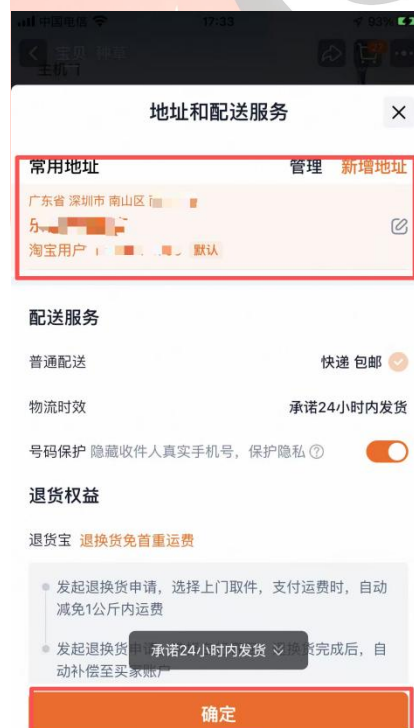 中国电信
17:33
93%
宝贝 种草
主机
地址和配送服务
常用地址 管理 新增地址
广东省 深圳市 南山区
淘宝用户 默认
配送服务
普通配送 快递 包邮
物流时效 承诺24小时内发货
号码保护 隐藏收件人真实手机号，保护隐私
退货权益
退货宝 退换货免首重运费
发起退换货申请，选择上门取件，支付运费时，自动
减免1公斤内运费
发起退换货
完成后，自
动补偿至买家账户
承诺24小时内发货
确定